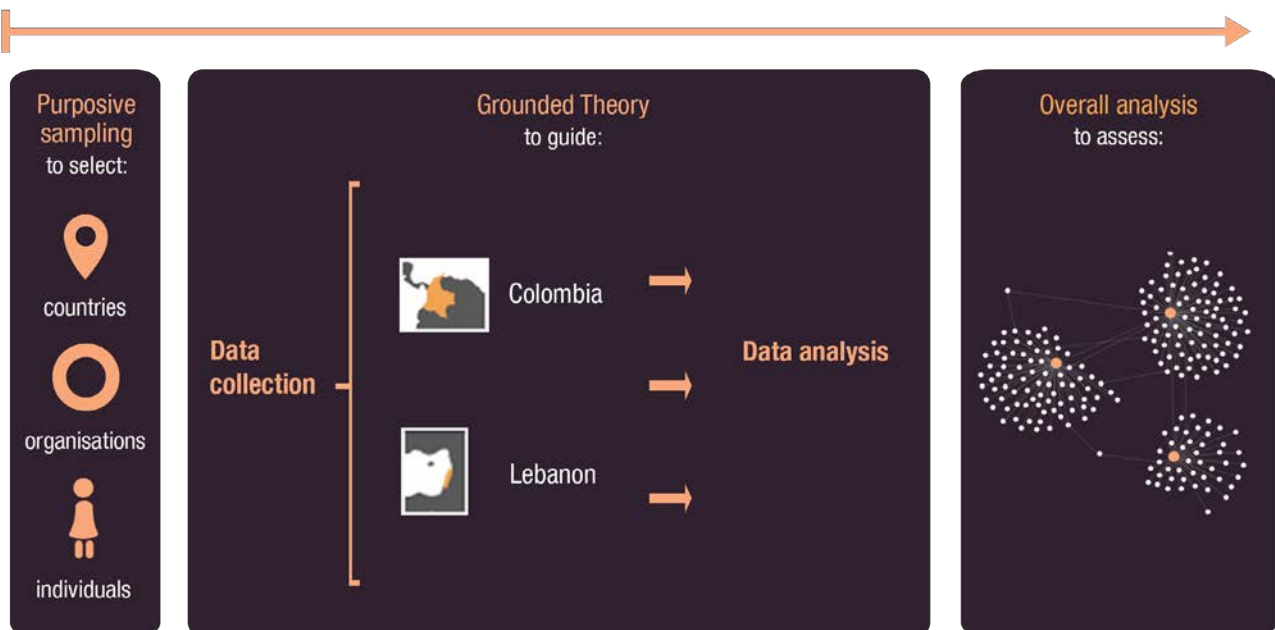 Purposive
sampling
to select:
countries
organisations
individuals
Grounded Theory
to guide:
Data
collection
Colombia
Lebanon
Data analysis
Overall analysis
to assess: